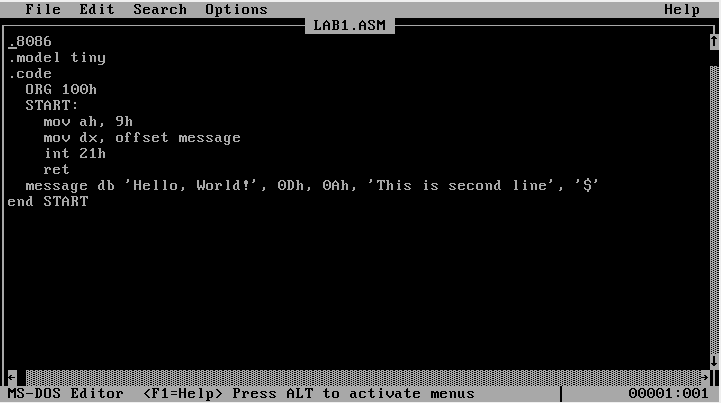 File Edit Search Options Help
LAB1.ASM
.8086
.model tiny
.code
  ORG 100h
  START:
    mov ah, 9h
    mov dx, offset message
    int 21h
    ret
  message db 'Hello, World!', 0Dh, 0Ah, 'This is second line', '$'
end START
MS-DOS Editor <F1=Help> Press ALT to activate menus 00001:001